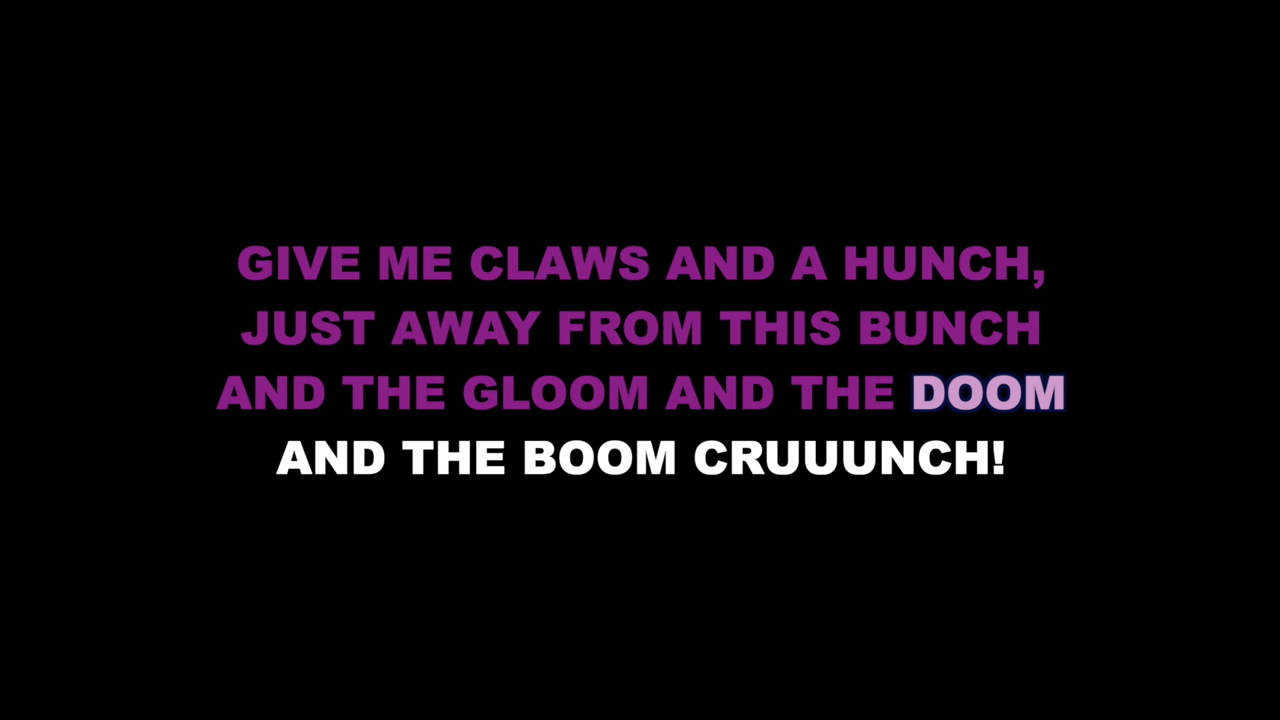 GIVE ME CLAWS AND A HUNCH,
JUST AWAY FROM THIS BUNCH
AND THE GLOOM AND THE DOOM
AND THE BOOM CRUUUNCH!